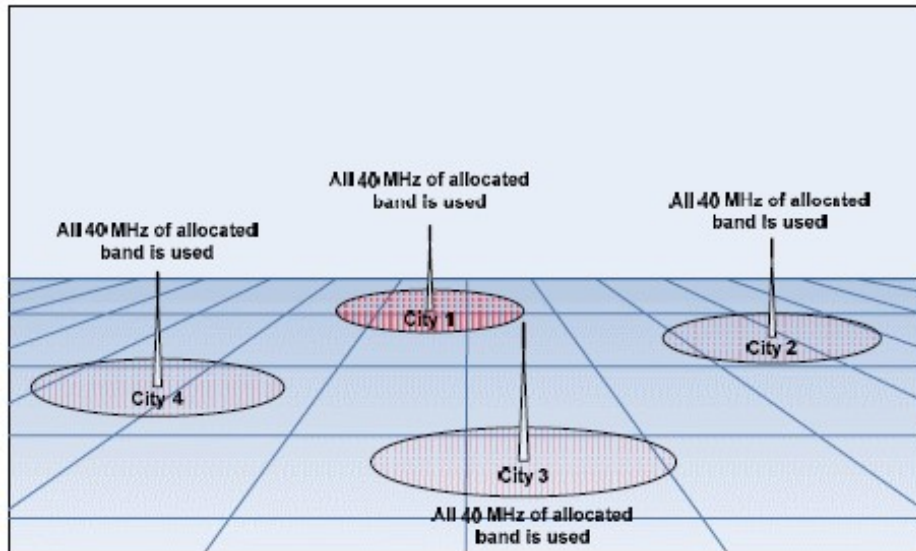 All 40 MHz of allocated
band is used
All 40 MHz of allocated
band is used
All 40 MHz of allocated
band is used
City 1
City 2
City 4
City 3
All 40 MHz of allocated
band is used